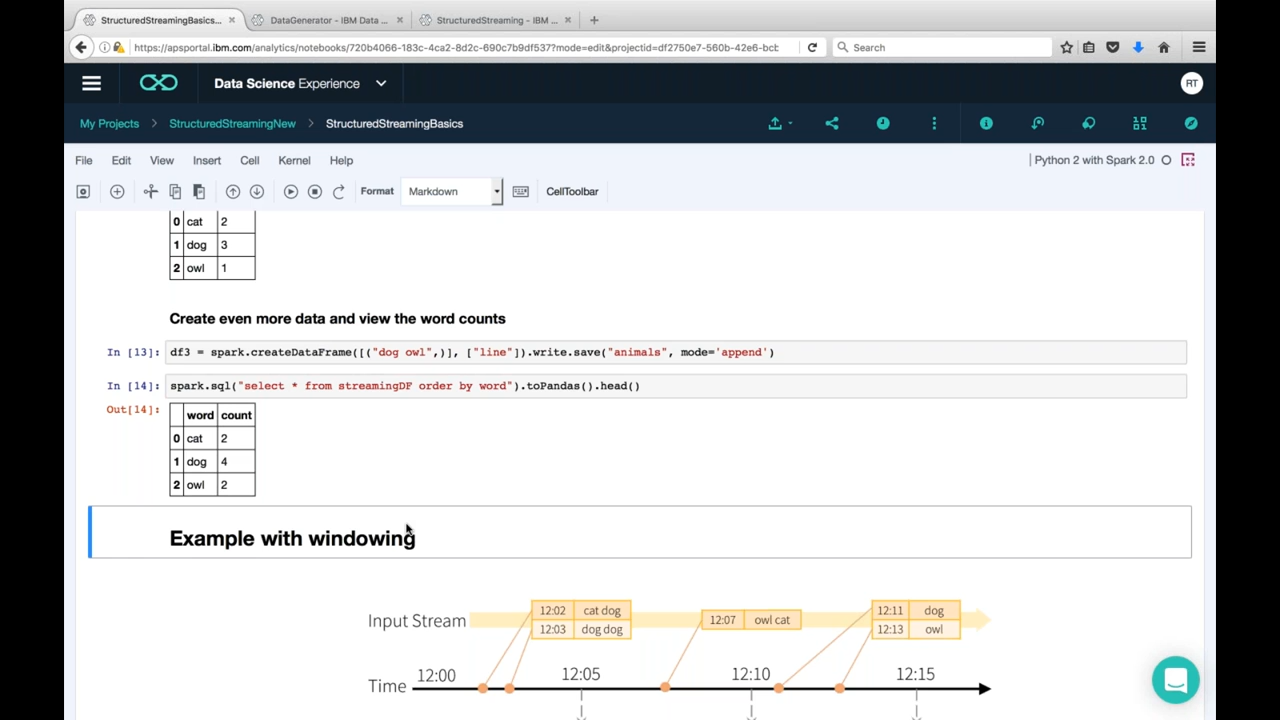 StructuredStreamingBasics... × DataGenerator - IBM Data ... × StructuredStreaming - IBM ... × +
https://apsportal.ibm.com/analytics/notebooks/720b4066-183c-4ca2-8d2c-690c7b9df537?mode=edit&projectid=df2750e7-560b-42e6-bcb Search
Data Science Experience RT
My Projects > StructuredStreamingNew > StructuredStreamingBasics
File Edit View Insert Cell Kernel Help Python 2 with Spark 2.0
Format Markdown CellToolbar
0 cat 2
1 dog 3
2 owl 1
Create even more data and view the word counts
In [13]: df3 = spark.createDataFrame([("dog owl",)], ["line"]).write.save("animals", mode='append')
In [14]: spark.sql("select * from streamingDF order by word").toPandas().head()
Out[14]:
word count
0 cat 2
1 dog 4
2 owl 2
Example with windowing
Input Stream
12:02 cat dog
12:03 dog dog
12:07 owl cat
12:11 dog
12:13 owl
Time 12:00 12:05 12:10 12:15